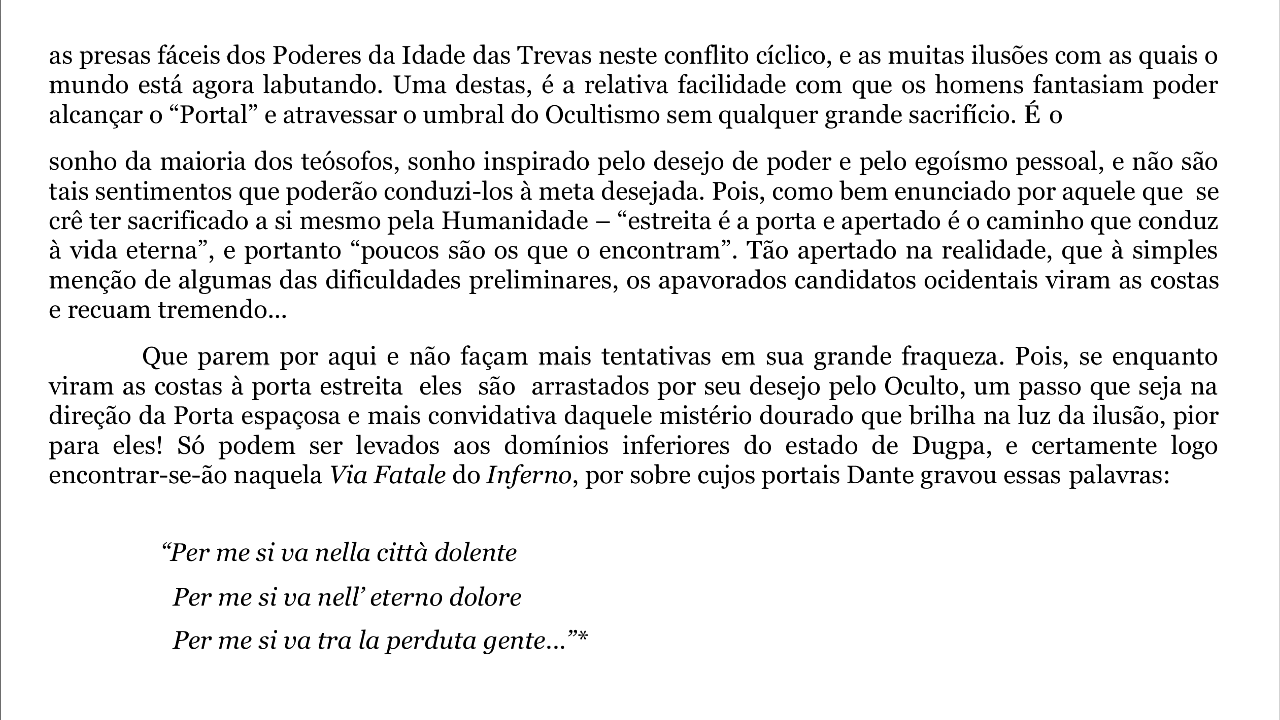 as presas fáceis dos Poderes da Idade das Trevas neste conflito cíclico, e as muitas ilusões com as quais o
mundo está agora labutando. Uma destas, é a relativa facilidade com que os homens fantasiam poder
alcançar o “Portal” e atravessar o umbral do Ocultismo sem qualquer grande sacrifício. É o
sonho da maioria dos teósofos, sonho inspirado pelo desejo de poder e pelo egoísmo pessoal, e não são
tais sentimentos que poderão conduzi-los à meta desejada. Pois, como bem enunciado por aquele que se
crê ter sacrificado a si mesmo pela Humanidade – “estreita é a porta e apertado é o caminho que conduz
à vida eterna”, e portanto “poucos são os que o encontram”. Tão apertado na realidade, que à simples
menção de algumas das dificuldades preliminares, os apavorados candidatos ocidentais viram as costas
e recuam tremendo...
Que parem por aqui e não façam mais tentativas em sua grande fraqueza. Pois, se enquanto
viram as costas à porta estreita eles são arrastados por seu desejo pelo Oculto, um passo que seja na
direção da Porta espaçosa e mais convidativa daquele mistério dourado que brilha na luz da ilusão, pior
para eles! Só podem ser levados aos domínios inferiores do estado de Dugpa, e certamente logo
encontrar-se-ão naquela Via Fatale do Inferno, por sobre cujos portais Dante gravou essas palavras:
“Per me si va nella città dolente
Per me si va nell’ eterno dolore
Per me si va tra la perduta gente...”*